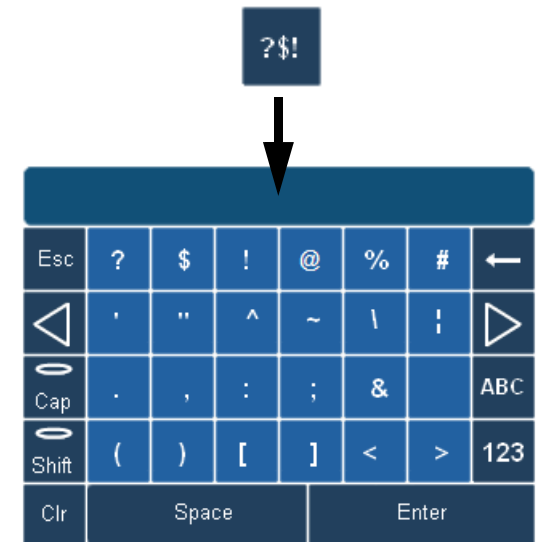 ?$!
Esc ? $ ! @ % #
' " ^ ~ \ ¦
Cap . , : ; & ABC
Shift ( ) [ ] < > 123
Clr Space Enter